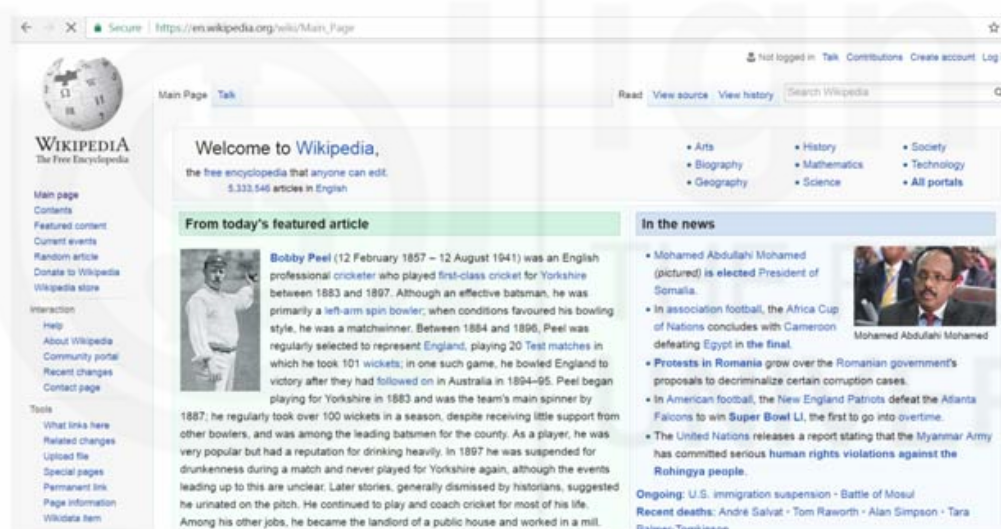 Secure https://en.wikipedia.org/wiki/Main_Page
Not logged in Talk Contributions Create account Log
Main Page Talk
Read View source View history Search Wikipedia
WIKIPEDIA
The Free Encyclopedia
Main page
Contents
Featured content
Current events
Random article
Donate to Wikipedia
Wikipedia store
Interaction
Help
About Wikipedia
Community portal
Recent changes
Contact page
Tools
What links here
Related changes
Upload file
Special pages
Permanent link
Page information
Wikidata item
Welcome to Wikipedia,
the free encyclopedia that anyone can edit.
5,333,546 articles in English
• Arts
• Biography
• Geography
• History
• Mathematics
• Science
• Society
• Technology
• All portals
From today's featured article
Bobby Peel (12 February 1857 – 12 August 1941) was an English
professional cricketer who played first-class cricket for Yorkshire
between 1883 and 1897. Although an effective batsman, he was
primarily a left-arm spin bowler; when conditions favoured his bowling
style, he was a matchwinner. Between 1884 and 1896, Peel was
regularly selected to represent England, playing 20 Test matches in
which he took 101 wickets; in one such game, he bowled England to
victory after they had followed on in Australia in 1894–95. Peel began
playing for Yorkshire in 1883 and was the team's main spinner by
1887; he regularly took over 100 wickets in a season, despite receiving little support from
other bowlers, and was among the leading batsmen for the county. As a player, he was
very popular but had a reputation for drinking heavily. In 1897 he was suspended for
drunkenness during a match and never played for Yorkshire again, although the events
leading up to this are unclear. Later stories, generally dismissed by historians, suggested
he urinated on the pitch. He continued to play and coach cricket for most of his life.
Among his other jobs, he became the landlord of a public house and worked in a mill.
In the news
• Mohamed Abdullahi Mohamed
(pictured) is elected President of
Somalia.
• In association football, the Africa Cup
of Nations concludes with Cameroon
defeating Egypt in the final.
Mohamed Abdullahi Mohamed
• Protests in Romania grow over the Romanian government's
proposals to decriminalize certain corruption cases.
• In American football, the New England Patriots defeat the Atlanta
Falcons to win Super Bowl LI, the first to go into overtime.
• The United Nations releases a report stating that the Myanmar Army
has committed serious human rights violations against the
Rohingya people.
Ongoing: U.S. immigration suspension · Battle of Mosul
Recent deaths: André Salvat · Tom Raworth · Alan Simpson · Tara